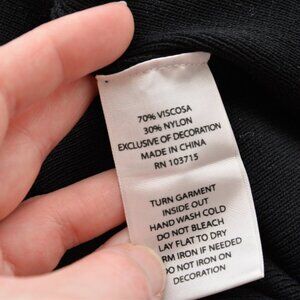 70% VISCOSA
30% NYLON
EXCLUSIVE OF DECORATION
MADE IN CHINA
RN 103715
TURN GARMENT
INSIDE OUT
HAND WASH COLD
DO NOT BLEACH
LAY FLAT TO DRY
RM IRON IF NEEDED
DO NOT IRON ON
DECORATION